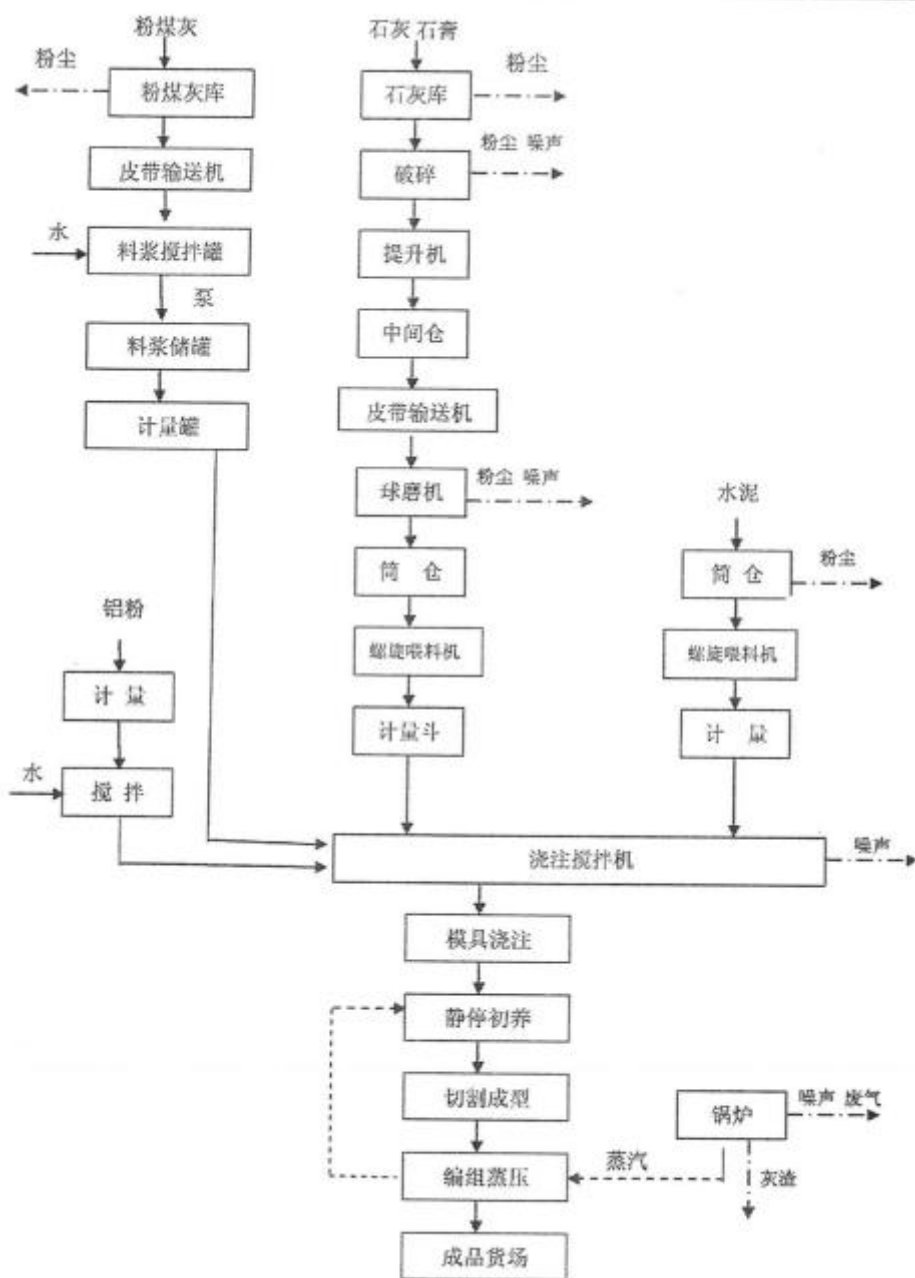 粉煤灰
粉尘
粉煤灰库
皮带输送机
水
料浆搅拌罐
泵
料浆储罐
计量罐
铝粉
计 量
水
搅 拌
石灰 石膏
石灰库
粉尘
破碎
粉尘 噪声
提升机
中间仓
皮带输送机
球磨机
粉尘 噪声
筒 仓
螺旋喂料机
计量斗
水泥
筒 仓
粉尘
螺旋喂料机
计 量
浇注搅拌机
噪声
模具浇注
静停初养
切割成型
编组蒸压
成品货场
锅炉
噪声 废气
蒸汽
灰渣